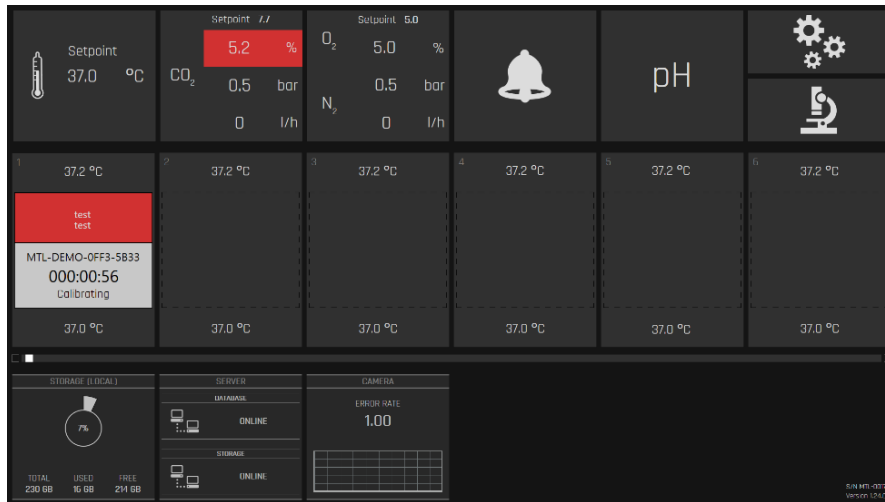 Setpoint
37.0 °C
Setpoint 7.7
5.2 %
CO2
0.5 bar
0 l/h
Setpoint 5.0
O2 5.0 %
0.5 bar
N2
0 l/h
pH
1
37.2 °C
test
test
MTL-DEMO-0FF3-5B33
000:00:56
Calibrating
37.0 °C
2
37.2 °C
37.0 °C
3
37.2 °C
37.0 °C
4
37.2 °C
37.0 °C
5
37.2 °C
37.0 °C
6
37.2 °C
37.0 °C
STORAGE (LOCAL)
7%
TOTAL USED FREE
230 GB 16 GB 214 GB
SERVER
DATABASE
ONLINE
STORAGE
ONLINE
CAMERA
ERROR RATE
1.00
S/N
Version